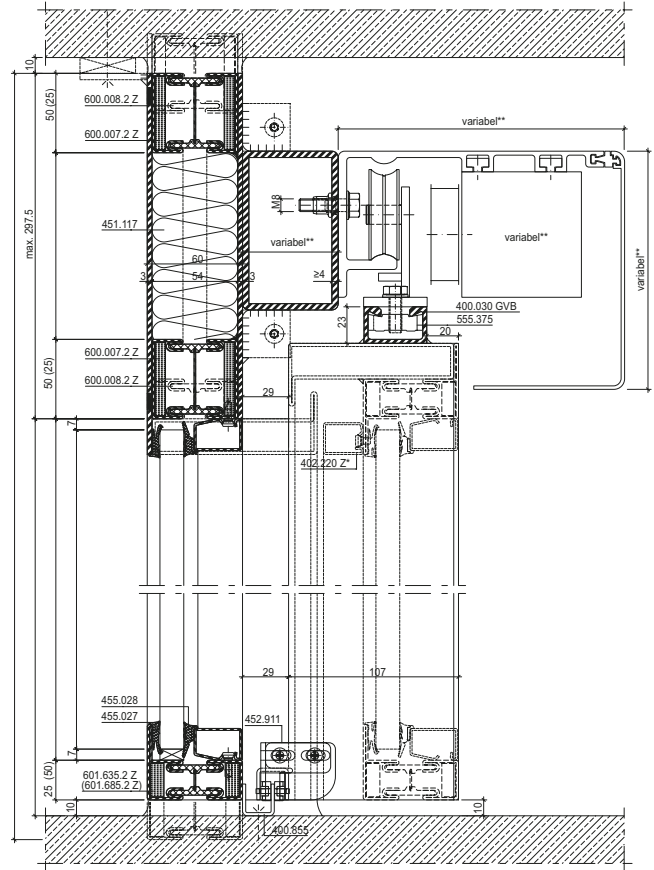 10
50 (25)
600.008.2 Z
600.007.2 Z
variabel**
M8
max. 297.5
451.117
variabel**
variabel**
variabel**
60
3
54
3
≥4
400.030 GVB
555.375
23
20
50 (25)
600.007.2 Z
600.008.2 Z
29
7
402.220 Z*
29
107
455.028
455.027
452.911
7
25 (50)
601.635.2 Z
(601.685.2 Z)
10
10
400.855